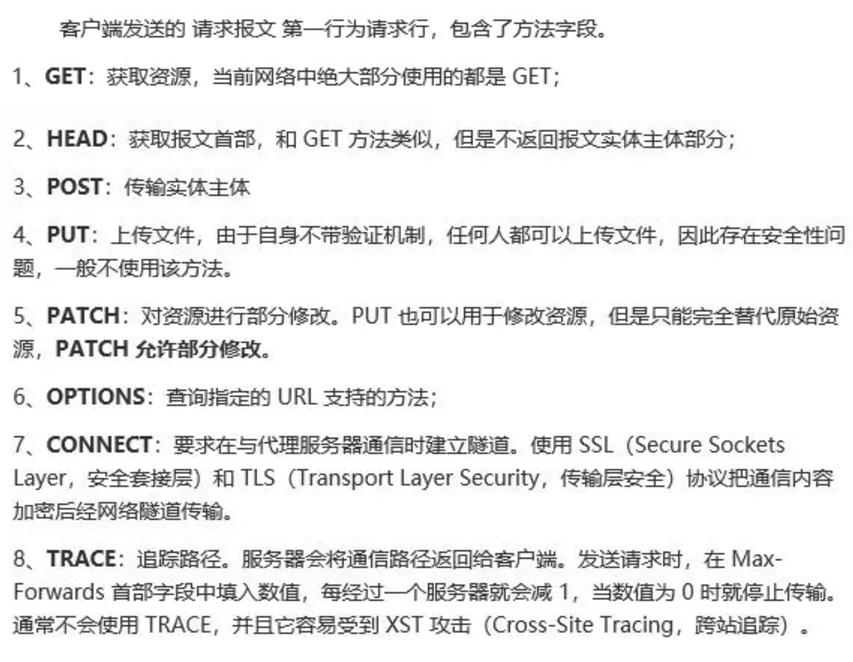 客户端发送的 请求报文 第一行为请求行，包含了方法字段。
1、GET：获取资源，当前网络中绝大部分使用的都是 GET；
2、HEAD：获取报文首部，和 GET 方法类似，但是不返回报文实体主体部分；
3、POST：传输实体主体
4、PUT：上传文件，由于自身不带验证机制，任何人都可以上传文件，因此存在安全性问
题，一般不使用该方法。
5、PATCH：对资源进行部分修改。PUT 也可以用于修改资源，但是只能完全替代原始资
源，PATCH 允许部分修改。
6、OPTIONS：查询指定的 URL 支持的方法；
7、CONNECT：要求在与代理服务器通信时建立隧道。使用 SSL（Secure Sockets
Layer，安全套接层）和 TLS（Transport Layer Security，传输层安全）协议把通信内容
加密后经网络隧道传输。
8、TRACE：追踪路径。服务器会将通信路径返回给客户端。发送请求时，在 Max-
Forwards 首部字段中填入数值，每经过一个服务器就会减 1，当数值为 0 时就停止传输。
通常不会使用 TRACE，并且它容易受到 XST 攻击（Cross-Site Tracing，跨站追踪）。